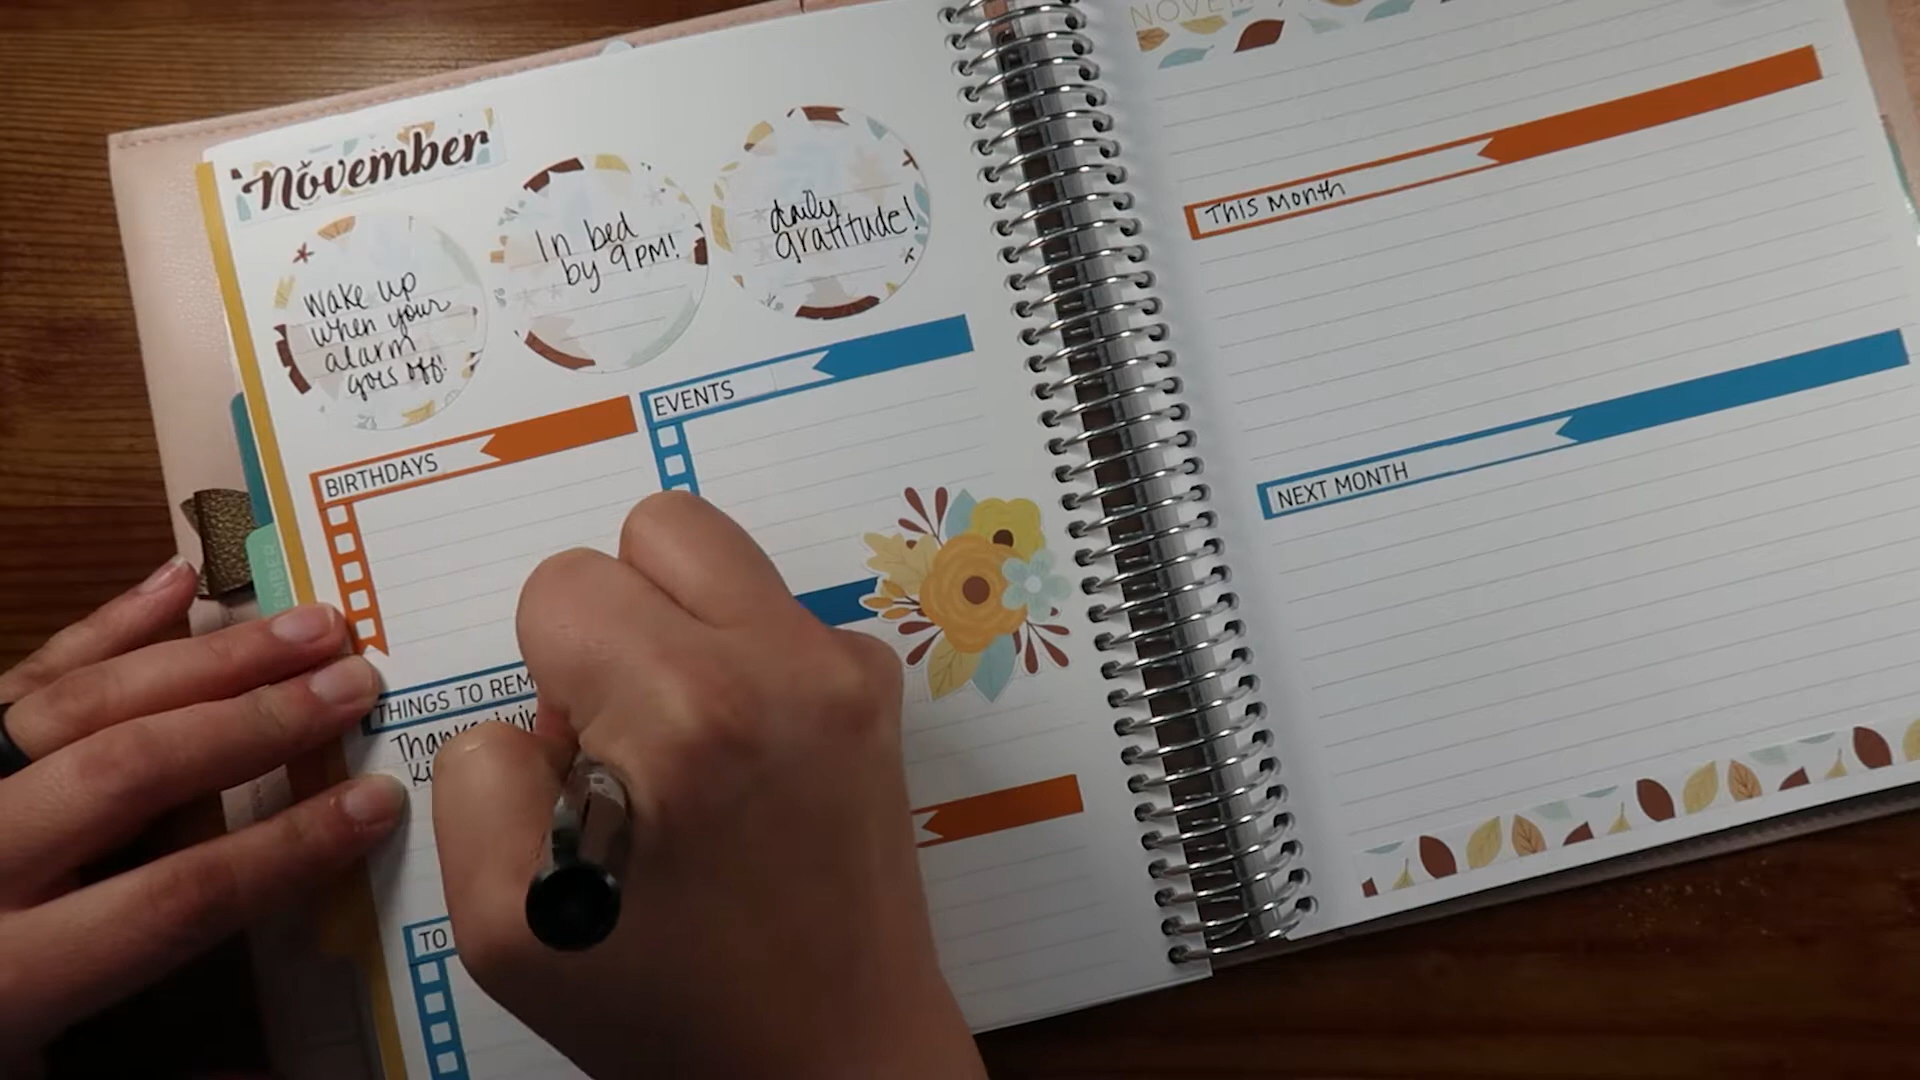 November
Wake up
when your
alarm
goes off!
In bed
by 9PM!
daily
gratitude!
BIRTHDAYS
EVENTS
THINGS TO REM
TO
This Month
NEXT MONTH